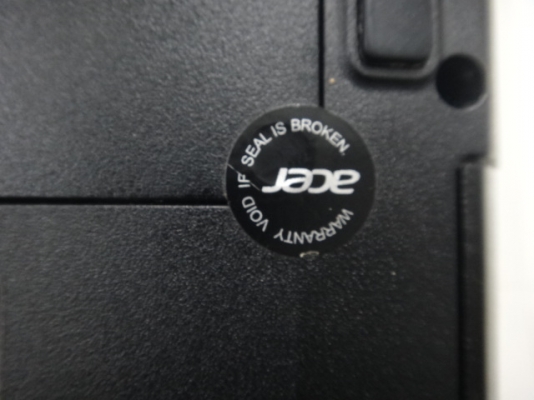 WARRANTY VOID IF SEAL IS BROKEN.
acer